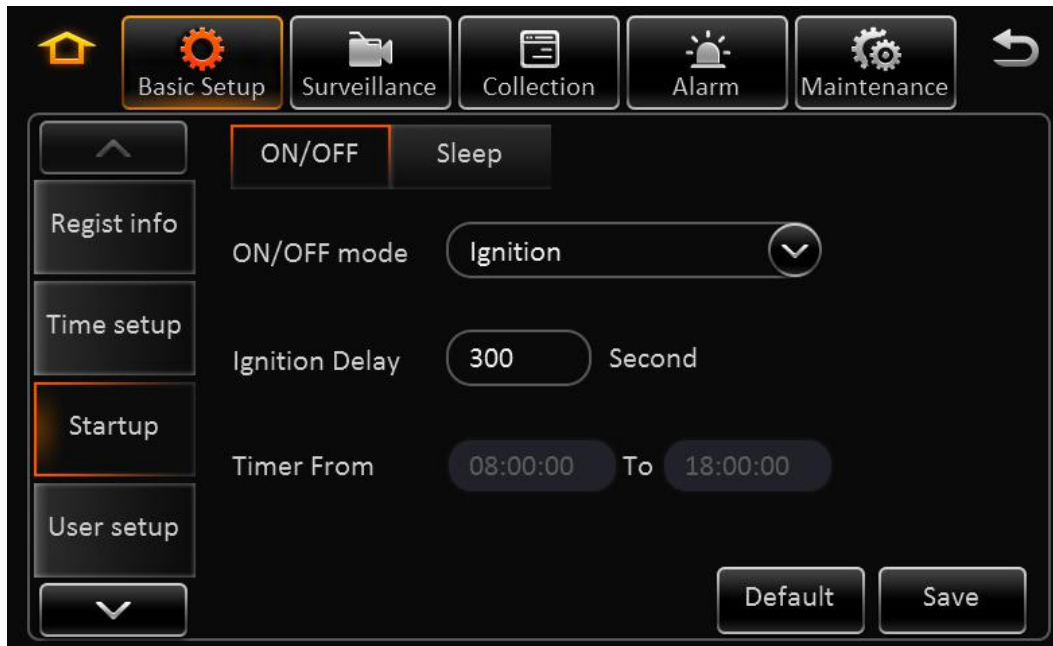 Basic Setup Surveillance Collection Alarm Maintenance
ON/OFF Sleep
Regist info
ON/OFF mode Ignition
Time setup
Ignition Delay 300 Second
Startup
Timer From 08:00:00 To 18:00:00
User setup
Default Save